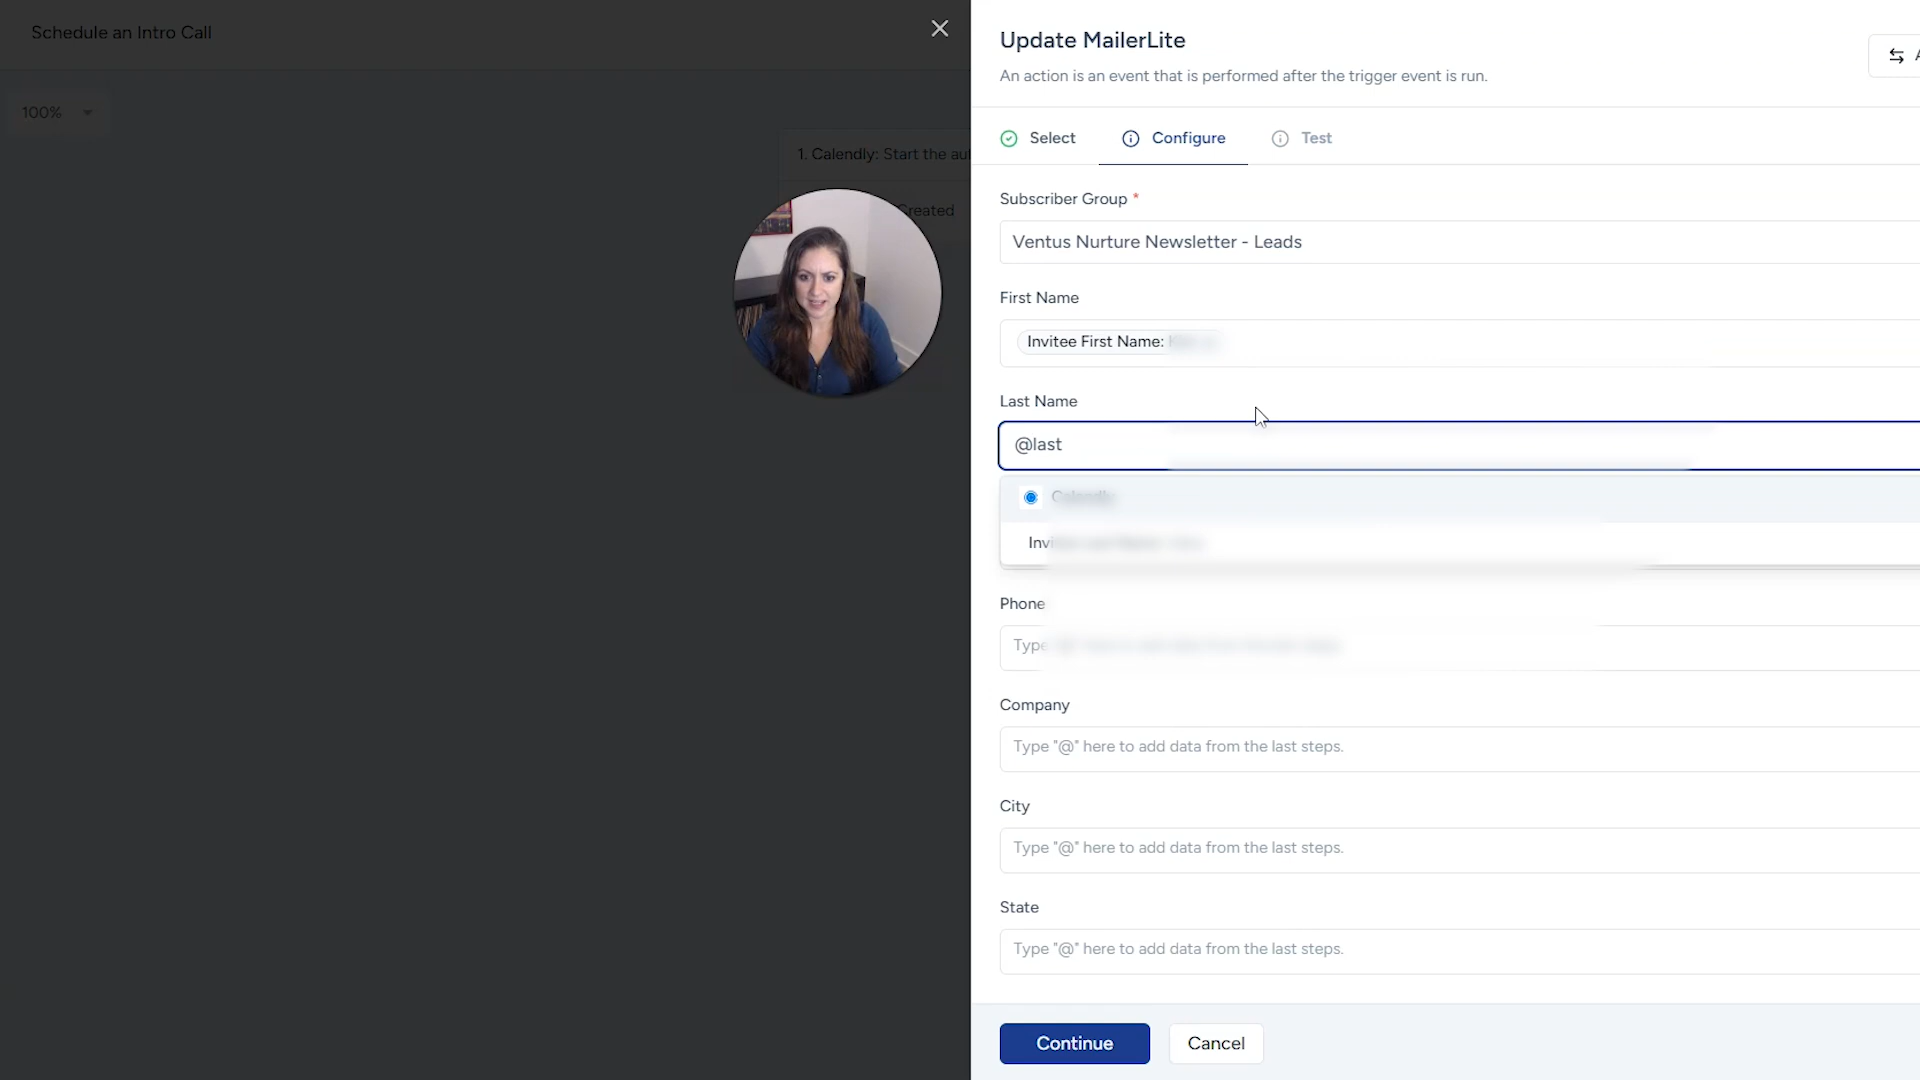 Schedule an Intro Call
100%
1. Calendly: Start the au
Created
Update MailerLite
An action is an event that is performed after the trigger event is run.
Select
Configure
Test
Subscriber Group *
Ventus Nurture Newsletter - Leads
First Name
Invitee First Name:
Last Name
@last
Calendly
Phone
Type
Company
Type "@" here to add data from the last steps.
City
Type "@" here to add data from the last steps.
State
Type "@" here to add data from the last steps.
Continue
Cancel